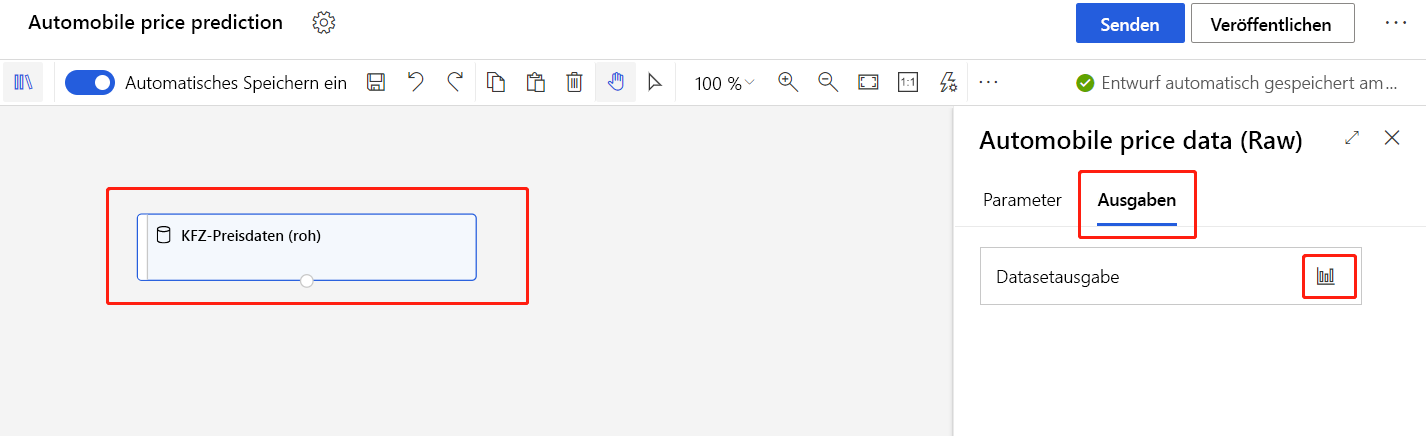 Automobile price prediction
Senden
Veröffentlichen
Automatisches Speichern ein
100 %
1:1
Entwurf automatisch gespeichert am...
Automobile price data (Raw)
Parameter
Ausgaben
KFZ-Preisdaten (roh)
Datasetausgabe